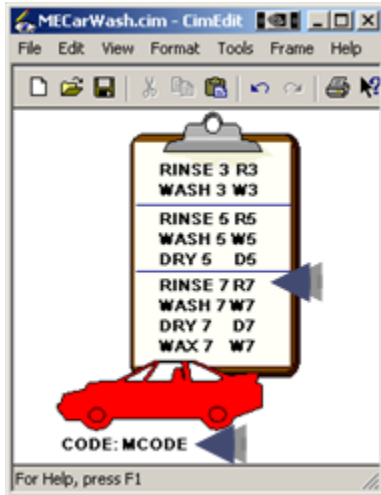 MECarWash.cim - CimEdit
File Edit View Format Tools Frame Help
RINSE 3 R3
WASH 3 W3
RINSE 5 R5
WASH 5 W5
DRY 5 D5
RINSE 7 R7
WASH 7 W7
DRY 7 D7
WAX 7 W7
CODE: MCODE
For Help, press F1